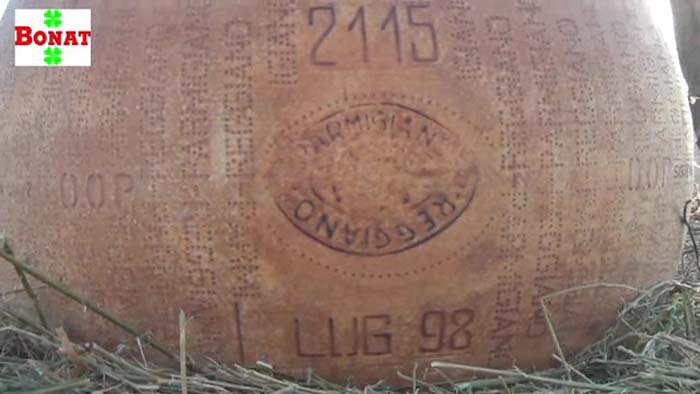 BONAT
2115
PARMIGIANO
REGGIANO
D.O.P.
D.O.P
LUG 98